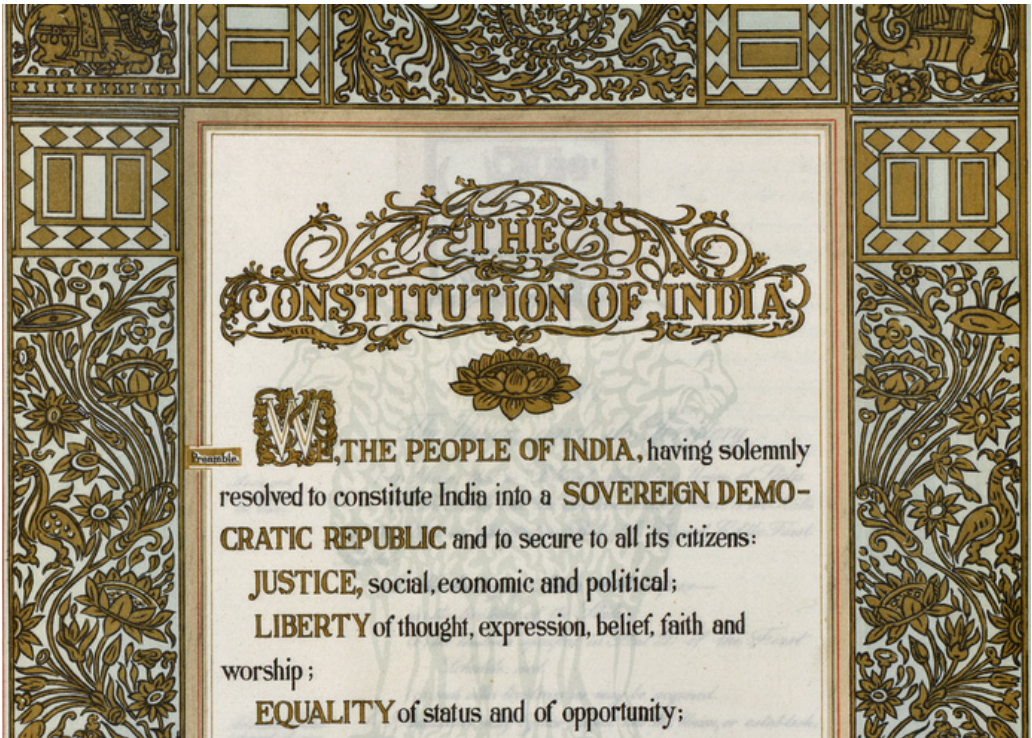 THE
CONSTITUTION OF INDIA
Preamble.
WE, THE PEOPLE OF INDIA, having solemnly
resolved to constitute India into a SOVEREIGN DEMO-
CRATIC REPUBLIC and to secure to all its citizens:
JUSTICE, social, economic and political;
LIBERTY of thought, expression, belief, faith and
worship;
EQUALITY of status and of opportunity;